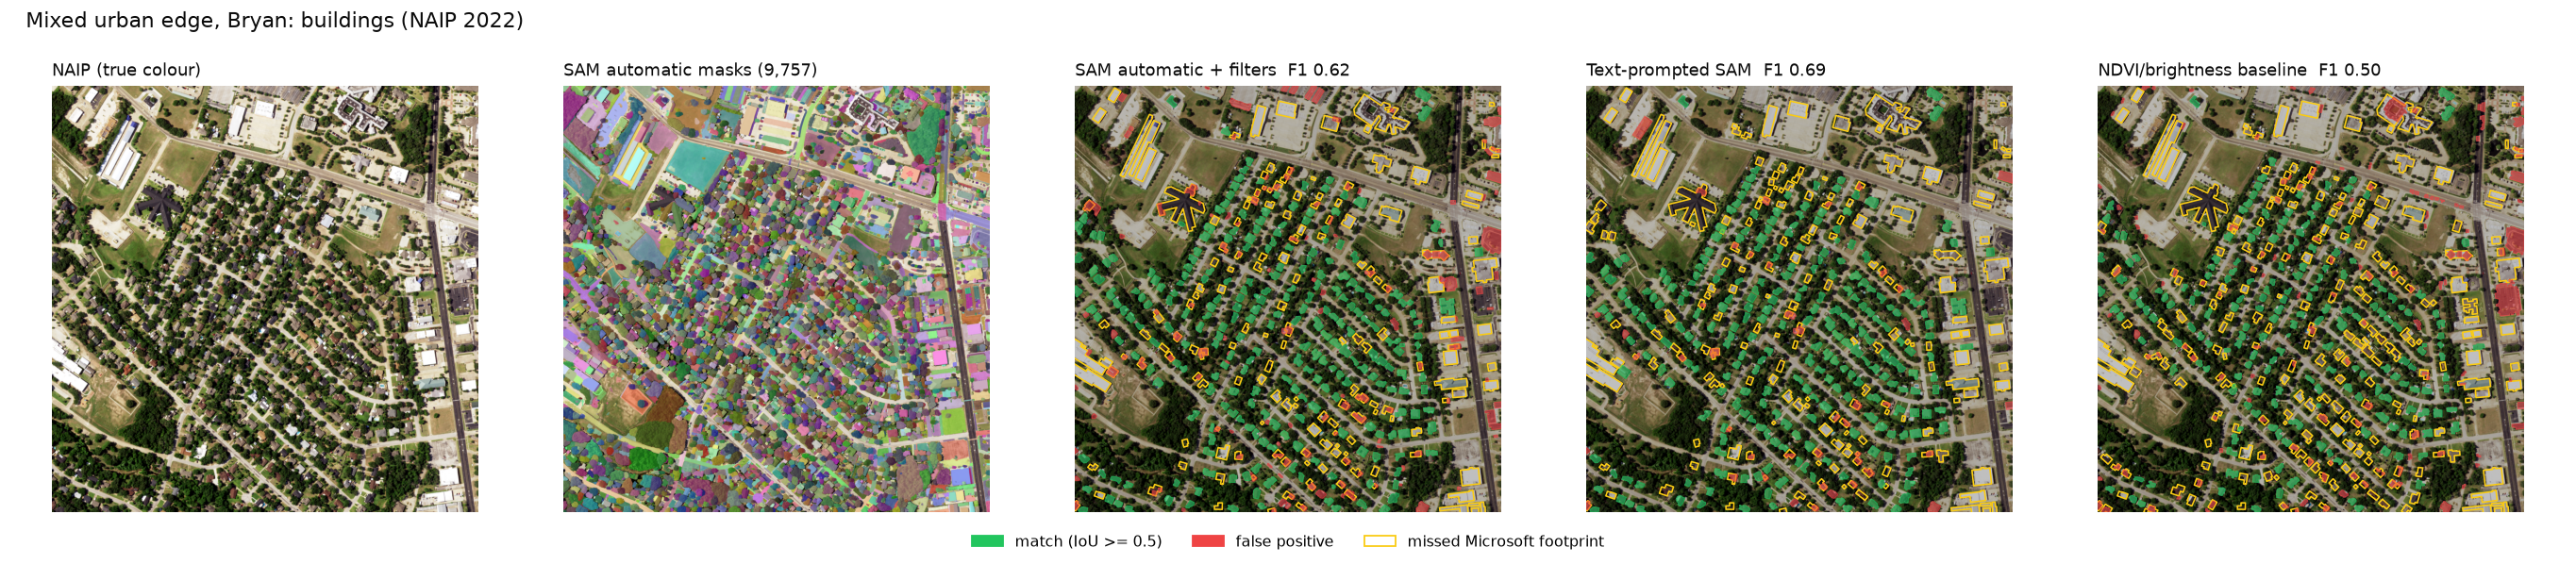 Mixed urban edge, Bryan: buildings (NAIP 2022)
NAIP (true colour)
SAM automatic masks (9,757)
SAM automatic + filters F1 0.62
Text-prompted SAM F1 0.69
NDVI/brightness baseline F1 0.50
match (IoU >= 0.5)
false positive
missed Microsoft footprint